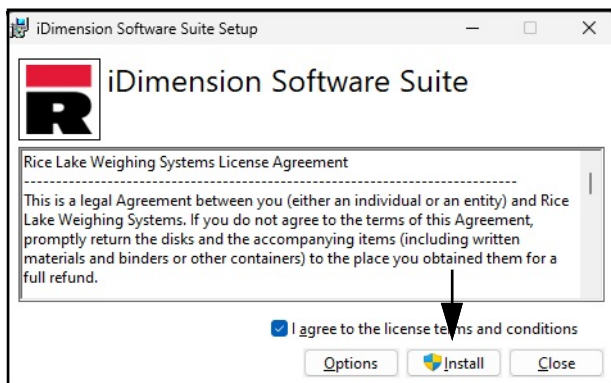 iDimension Software Suite Setup
iDimension Software Suite
R
Rice Lake Weighing Systems License Agreement
--------------------------------------------------------------------------------
This is a legal Agreement between you (either an individual or an entity) and Rice
Lake Weighing Systems. If you do not agree to the terms of this Agreement,
promptly return the disks and the accompanying items (including written
materials and binders or other containers) to the place you obtained them for a
full refund.
I agree to the license terms and conditions
Options Install Close